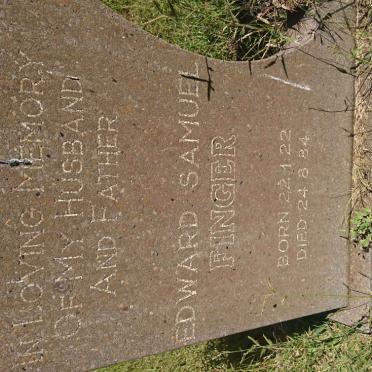 IN LOVING MEMORY
OF MY HUSBAND
AND FATHER
EDWARD SAMUEL
FINGER
BORN 22.1.22
DIED 24.8.84